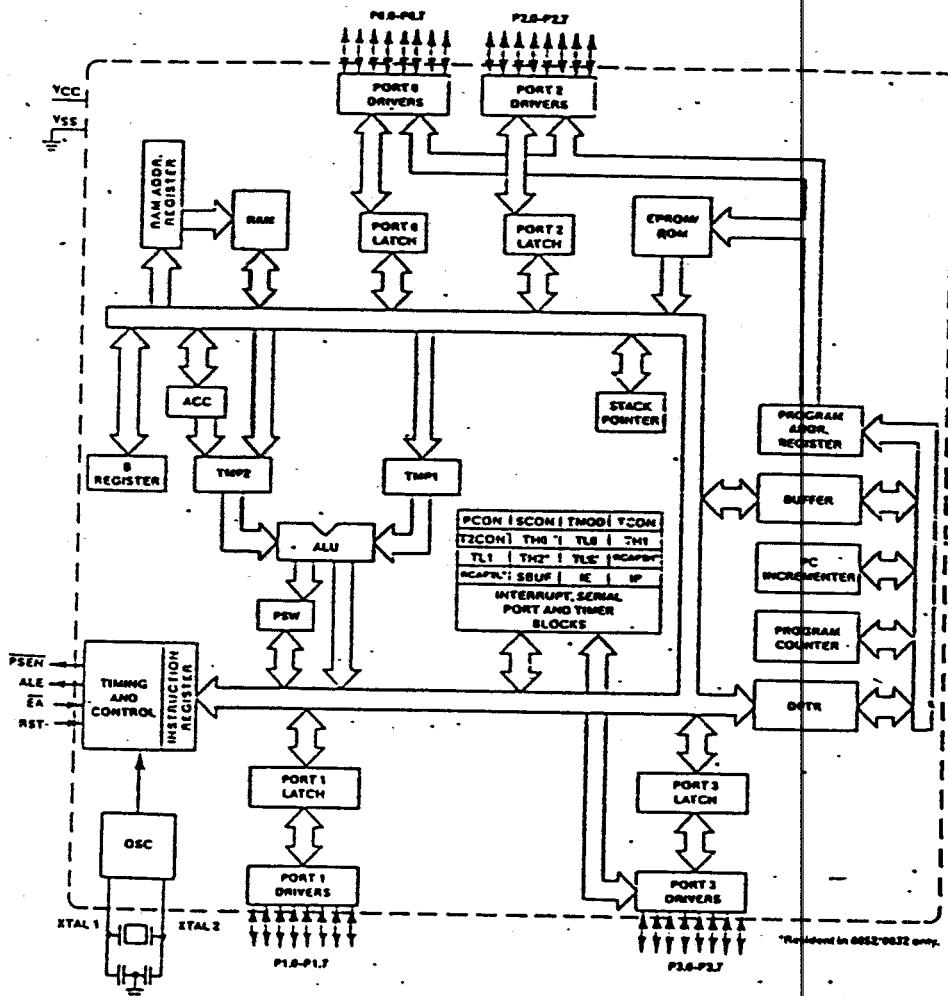 P0.0–P0.7
P2.0–P2.7
VCC
VSS
PORT 0
DRIVERS
PORT 2
DRIVERS
RAM ADDR.
REGISTER
RAM
PORT 0
LATCH
PORT 2
LATCH
EPROM/
ROM
ACC
STACK
POINTER
PROGRAM
ADDR.
REGISTER
B
REGISTER
TMP2
TMP1
BUFFER
ALU
PCON SCON TMOD TCON
T2CON TH0 TL0 TH1
TL1 TH2* TL2*
SBUF IE IP
INTERRUPT, SERIAL
PORT AND TIMER
BLOCKS
PC
INCREMENTER
PSW
PROGRAM
COUNTER
PSEN
ALE
EA
RST
TIMING
AND
CONTROL
INSTRUCTION
REGISTER
DPTR
PORT 1
LATCH
PORT 3
LATCH
OSC
PORT 1
DRIVERS
PORT 3
DRIVERS
XTAL 1
XTAL 2
*Resident in 8052/8032 only.
P1.0–P1.7
P3.0–P3.7